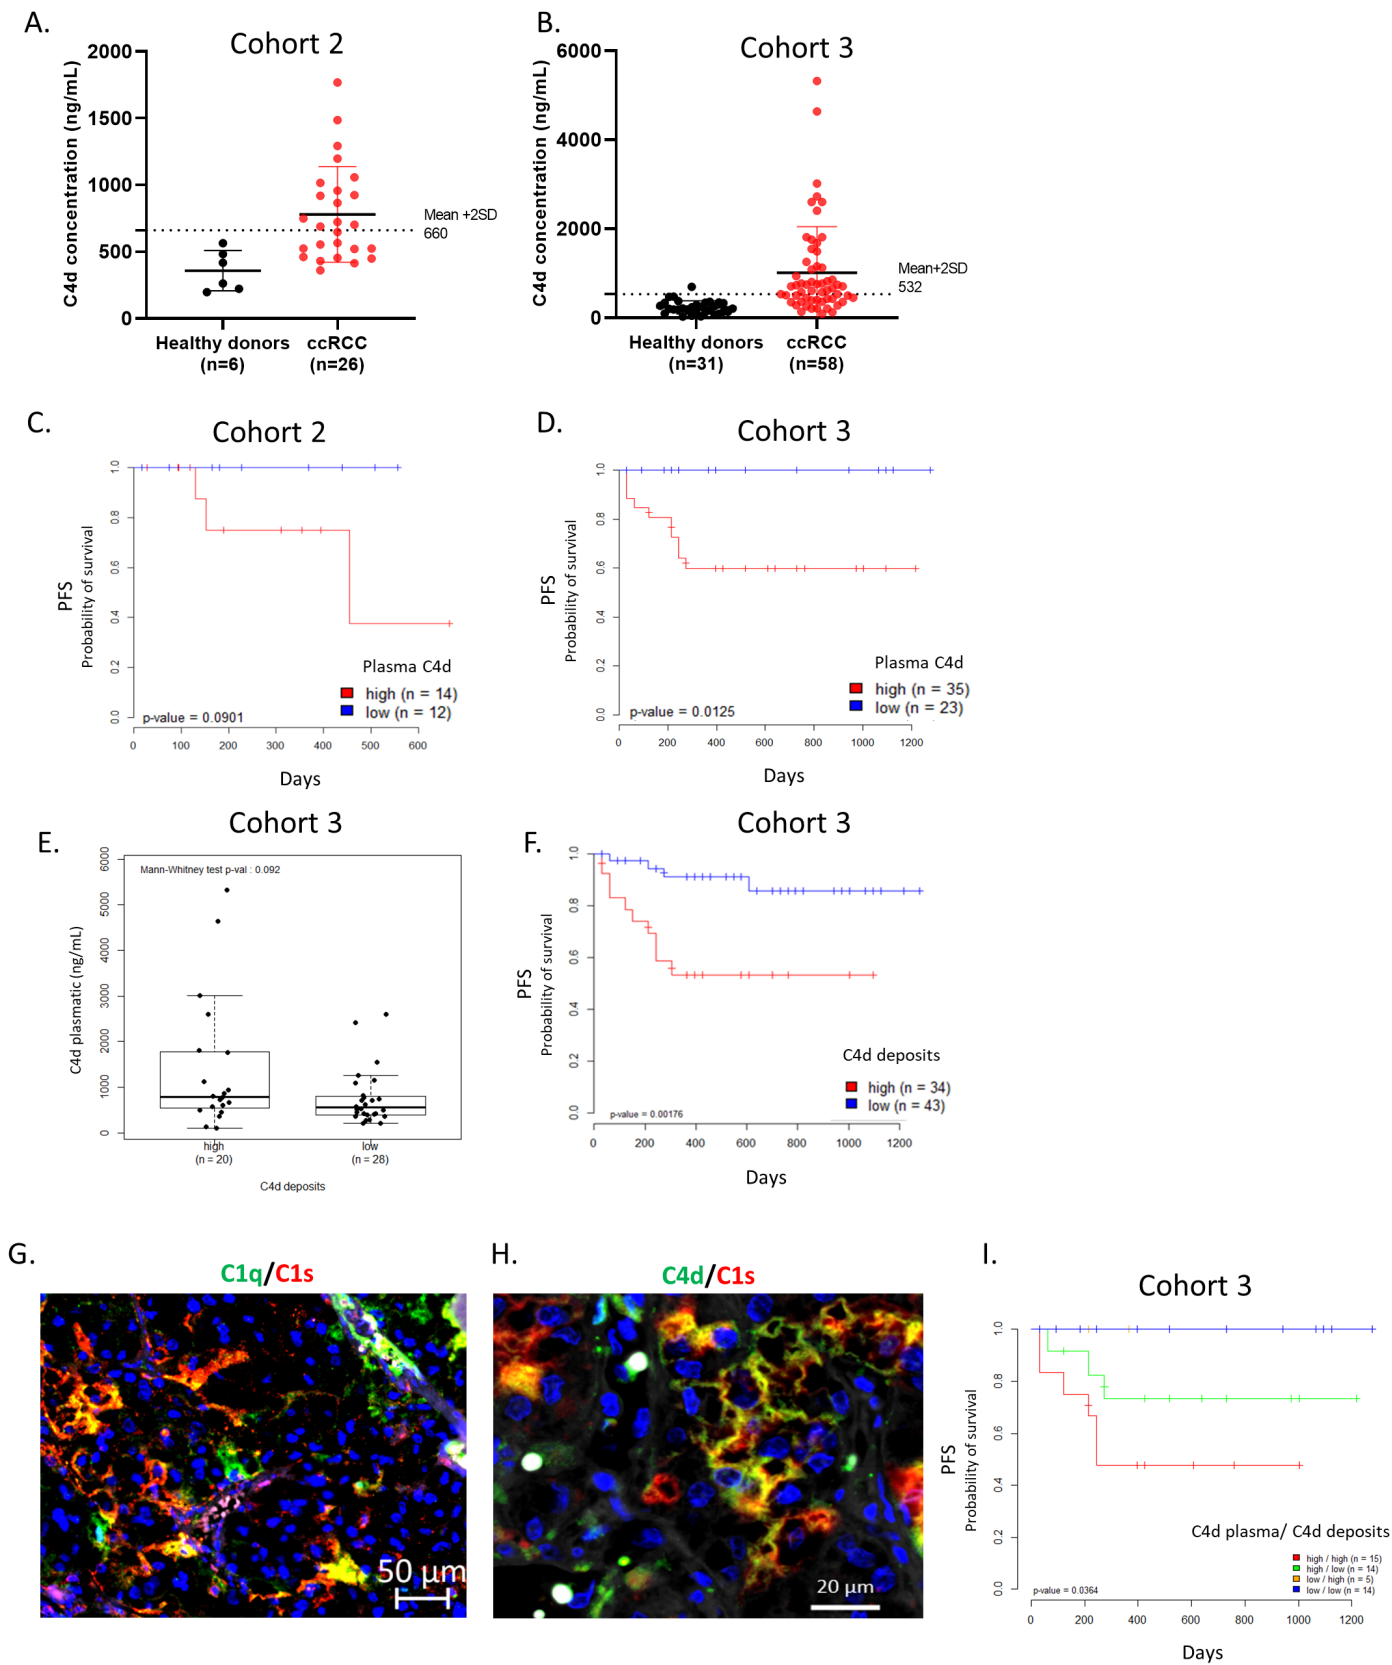 A.
Cohort 2
C4d concentration (ng/mL)
2000
1500
1000
500
0
Mean +2SD
660
Healthy donors
(n=6)
ccRCC
(n=26)
B.
Cohort 3
C4d concentration (ng/mL)
6000
4000
2000
0
Mean+2SD
532
Healthy donors
(n=31)
ccRCC
(n=58)
C.
Cohort 2
PFS
Probability of survival
1.0
0.8
0.6
0.4
0.2
0.0
Plasma C4d
high (n = 14)
low (n = 12)
p-value = 0.0901
0 100 200 300 400 500 600
Days
D.
Cohort 3
PFS
Probability of survival
1.0
0.8
0.6
0.4
0.2
0.0
Plasma C4d
high (n = 35)
low (n = 23)
p-value = 0.0125
0 200 400 600 800 1000 1200
Days
E.
Cohort 3
Mann-Whitney test p-val : 0.092
C4d plasmatic (ng/mL)
6000
5000
4000
3000
2000
1000
0
high
(n = 20)
low
(n = 28)
C4d deposits
F.
Cohort 3
PFS
Probability of survival
1.0
0.8
0.6
0.4
0.2
0.0
C4d deposits
high (n = 34)
low (n = 43)
p-value = 0.00176
0 200 400 600 800 1000 1200
Days
G.
C1q/C1s
50 μm
H.
C4d/C1s
20 μm
I.
Cohort 3
PFS
Probability of survival
1.0
0.8
0.6
0.4
0.2
0.0
C4d plasma/ C4d deposits
high / high (n = 15)
high / low (n = 14)
low / high (n = 5)
low / low (n = 14)
p-value = 0.0364
0 200 400 600 800 1000 1200
Days